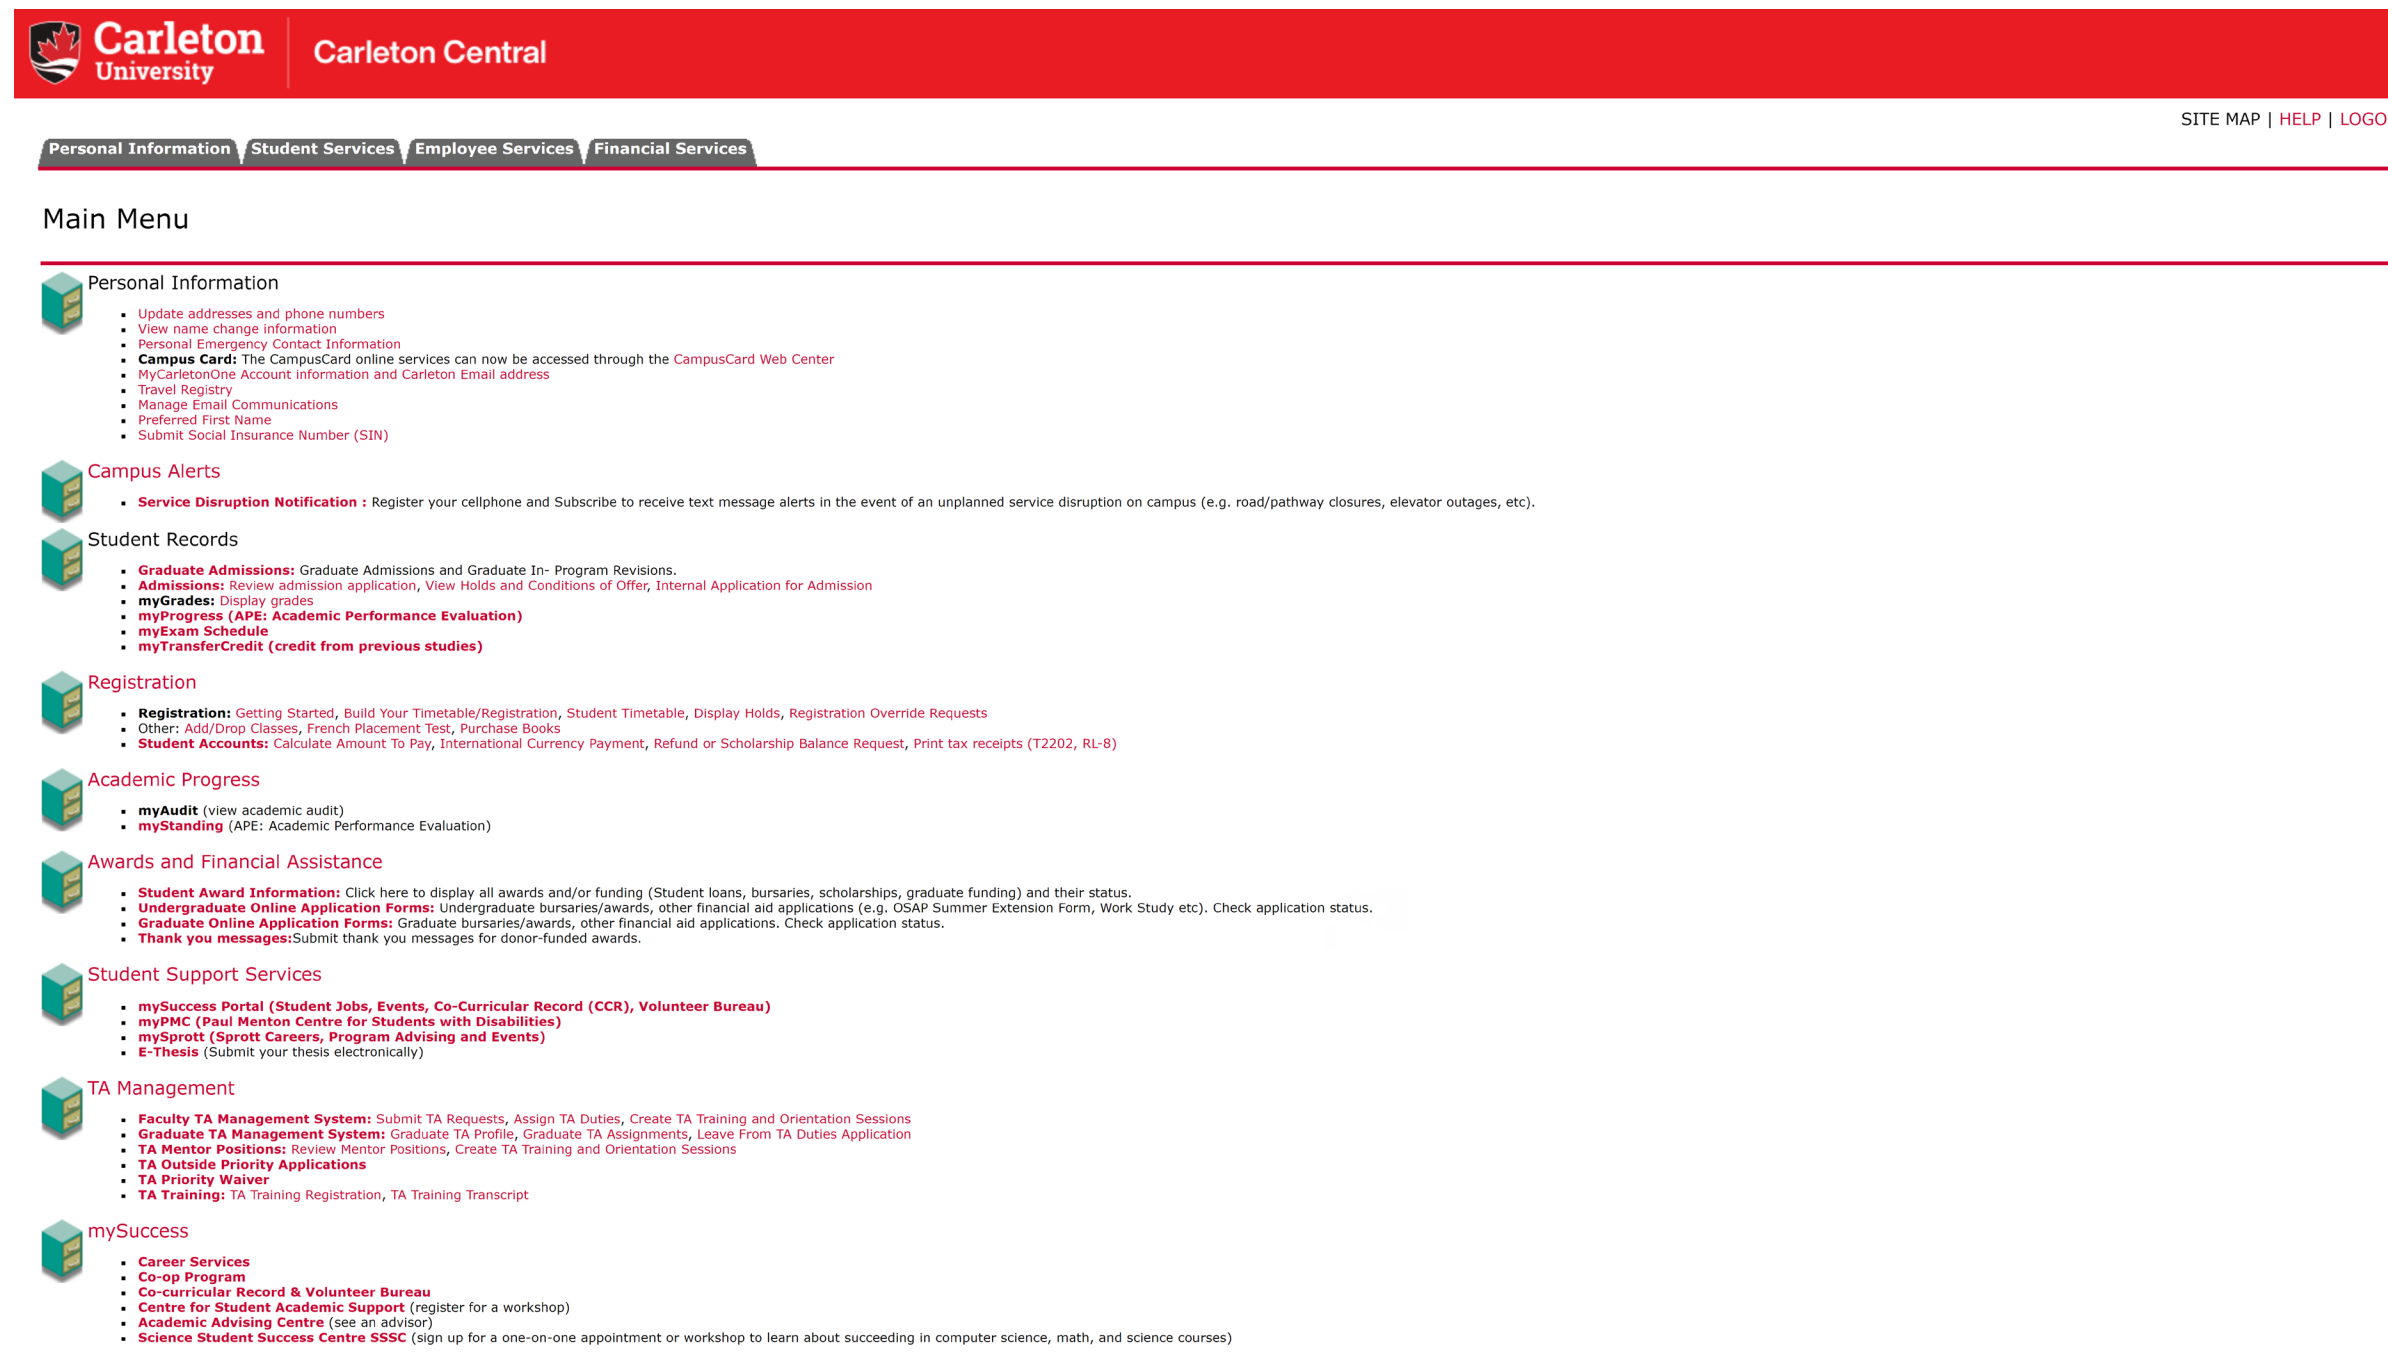 Carleton University
Carleton Central
SITE MAP | HELP | LOGO
Personal Information Student Services Employee Services Financial Services
Main Menu
Personal Information
Update addresses and phone numbers
View name change information
Personal Emergency Contact Information
Campus Card: The CampusCard online services can now be accessed through the CampusCard Web Center
MyCarletonOne Account information and Carleton Email address
Travel Registry
Manage Email Communications
Preferred First Name
Submit Social Insurance Number (SIN)
Campus Alerts
Service Disruption Notification : Register your cellphone and Subscribe to receive text message alerts in the event of an unplanned service disruption on campus (e.g. road/pathway closures, elevator outages, etc).
Student Records
Graduate Admissions: Graduate Admissions and Graduate In- Program Revisions.
Admissions: Review admission application, View Holds and Conditions of Offer, Internal Application for Admission
myGrades: Display grades
myProgress (APE: Academic Performance Evaluation)
myExam Schedule
myTransferCredit (credit from previous studies)
Registration
Registration: Getting Started, Build Your Timetable/Registration, Student Timetable, Display Holds, Registration Override Requests
Other: Add/Drop Classes, French Placement Test, Purchase Books
Student Accounts: Calculate Amount To Pay, International Currency Payment, Refund or Scholarship Balance Request, Print tax receipts (T2202, RL-8)
Academic Progress
myAudit (view academic audit)
myStanding (APE: Academic Performance Evaluation)
Awards and Financial Assistance
Student Award Information: Click here to display all awards and/or funding (Student loans, bursaries, scholarships, graduate funding) and their status.
Undergraduate Online Application Forms: Undergraduate bursaries/awards, other financial aid applications (e.g. OSAP Summer Extension Form, Work Study etc). Check application status.
Graduate Online Application Forms: Graduate bursaries/awards, other financial aid applications. Check application status.
Thank you messages:Submit thank you messages for donor-funded awards.
Student Support Services
mySuccess Portal (Student Jobs, Events, Co-Curricular Record (CCR), Volunteer Bureau)
myPMC (Paul Menton Centre for Students with Disabilities)
mySprott (Sprott Careers, Program Advising and Events)
E-Thesis (Submit your thesis electronically)
TA Management
Faculty TA Management System: Submit TA Requests, Assign TA Duties, Create TA Training and Orientation Sessions
Graduate TA Management System: Graduate TA Profile, Graduate TA Assignments, Leave From TA Duties Application
TA Mentor Positions: Review Mentor Positions, Create TA Training and Orientation Sessions
TA Outside Priority Applications
TA Priority Waiver
TA Training: TA Training Registration, TA Training Transcript
mySuccess
Career Services
Co-op Program
Co-curricular Record & Volunteer Bureau
Centre for Student Academic Support (register for a workshop)
Academic Advising Centre (see an advisor)
Science Student Success Centre SSSC (sign up for a one-on-one appointment or workshop to learn about succeeding in computer science, math, and science courses)